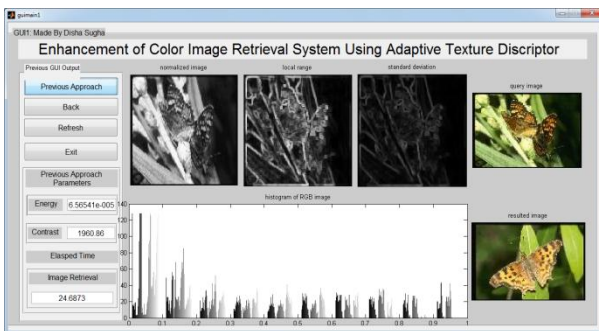 guimain1
GUI1: Made By Disha Sugha
Enhancement of Color Image Retrieval System Using Adaptive Texture Discriptor
Previous GUI Output
Previous Approach
Back
Refresh
Exit
Previous Approach
Parameters
Energy
6.56541e-005
Contrast
1960.86
Elasped Time
Image Retrieval
24.6873
normalized image
local range
standard deviation
query image
histogram of RGB image
140
120
100
80
60
40
20
0
0 0.1 0.2 0.3 0.4 0.5 0.6 0.7 0.8 0.9 1
resulted image